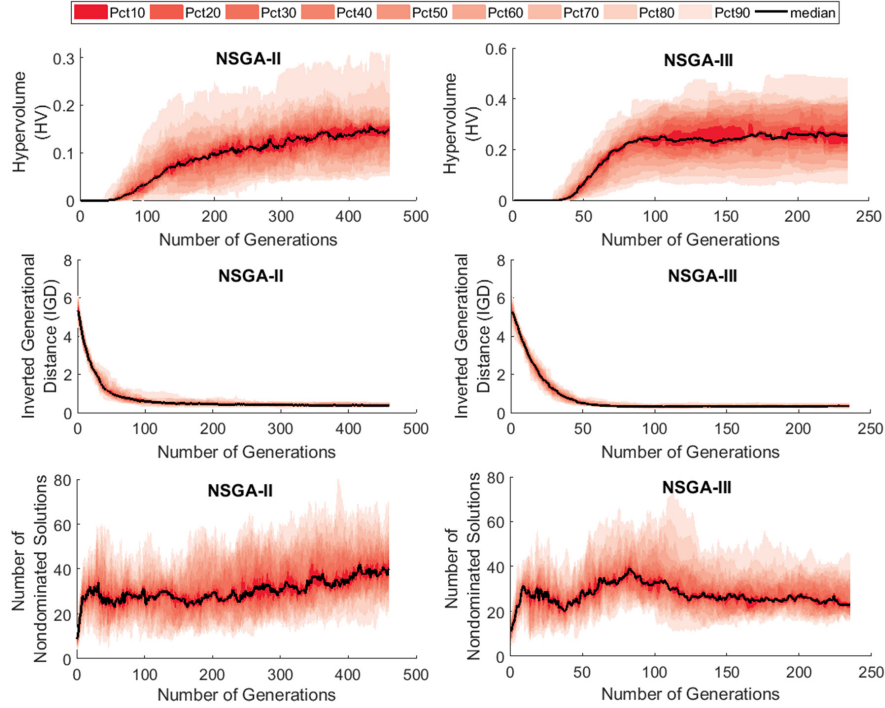 Pct10 Pct20 Pct30 Pct40 Pct50 Pct60 Pct70 Pct80 Pct90 median
NSGA-II
Hypervolume
(HV)
0.3
0.2
0.1
0
100 200 300 400 500
Number of Generations
NSGA-III
Hypervolume
(HV)
0.6
0.4
0.2
0
0 50 100 150 200 250
Number of Generations
NSGA-II
Inverted Generational
Distance (IGD)
8
6
4
2
0
0 100 200 300 400 500
Number of Generations
NSGA-III
Inverted Generational
Distance (IGD)
8
6
4
2
0
0 50 100 150 200 250
Number of Generations
NSGA-II
Number of
Nondominated Solutions
80
60
40
20
0
0 100 200 300 400 500
Number of Generations
NSGA-III
Number of
Nondominated Solutions
80
60
40
20
0
0 50 100 150 200 250
Number of Generations